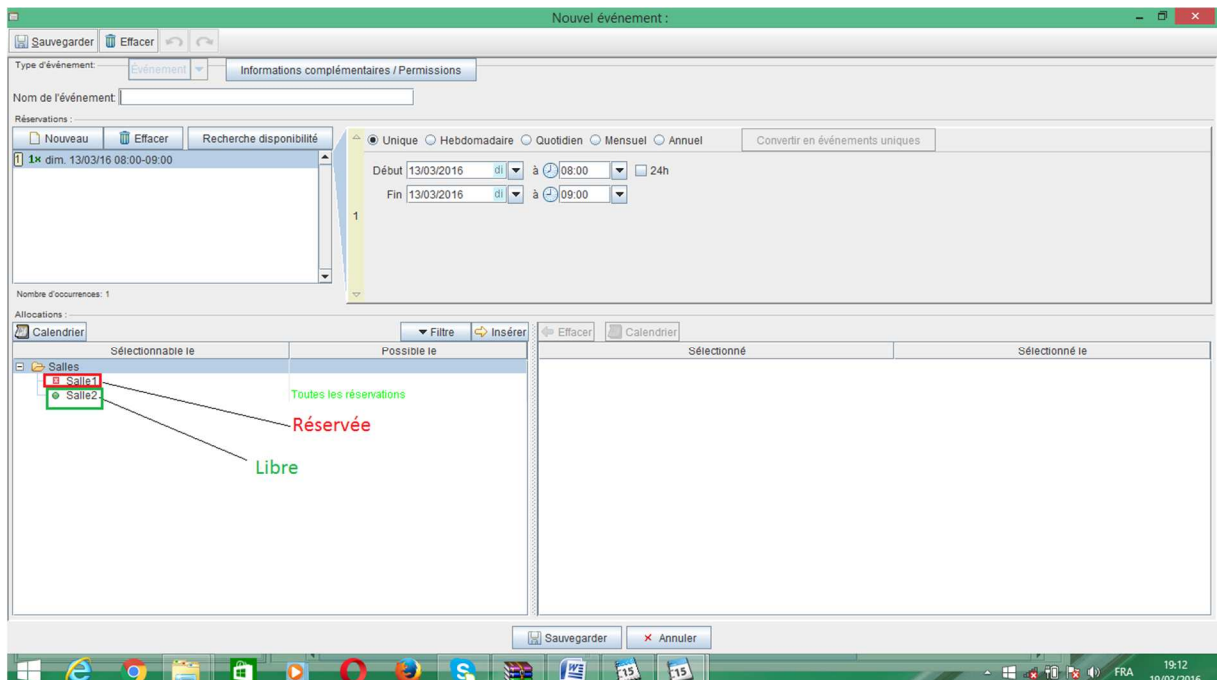 Nouvel événement :
Sauvegarder Effacer
Type d'événement: Événement Informations complémentaires / Permissions
Nom de l'événement:
Réservations :
Nouveau Effacer Recherche disponibilité
Unique Hebdomadaire Quotidien Mensuel Annuel Convertir en événements uniques
1 1× dim. 13/03/16 08:00-09:00
Début 13/03/2016 di à 08:00 24h
Fin 13/03/2016 di à 09:00
1
Nombre d'occurrences: 1
Allocations :
Calendrier Filtre Insérer Effacer Calendrier
Sélectionnable le Possible le Sélectionné Sélectionné le
Salles
Salle1
Salle2 Toutes les réservations
Réservée
Libre
Sauvegarder Annuler
15 15 FRA 19:12